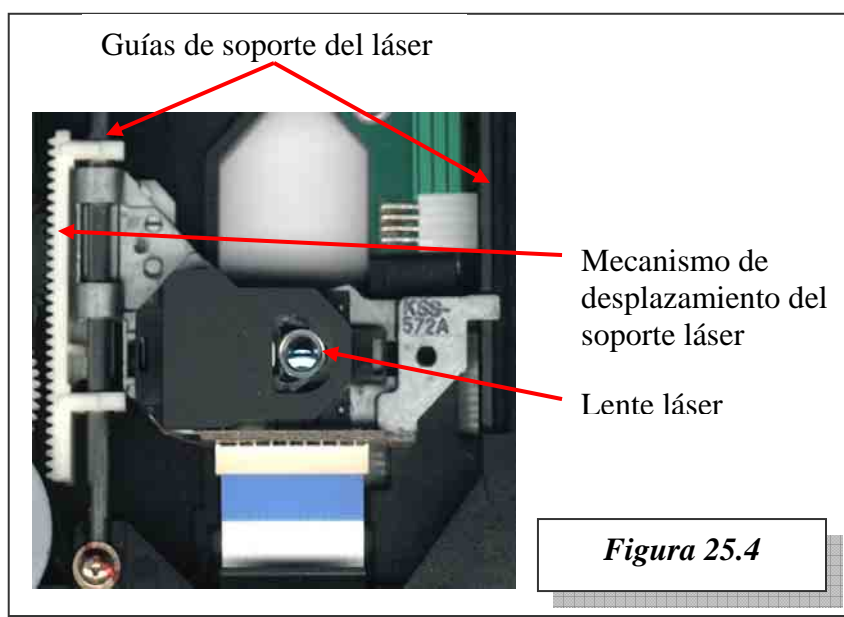 Guías de soporte del láser
KSS-
572A
Mecanismo de
desplazamiento del
soporte láser
Lente láser
Figura 25.4